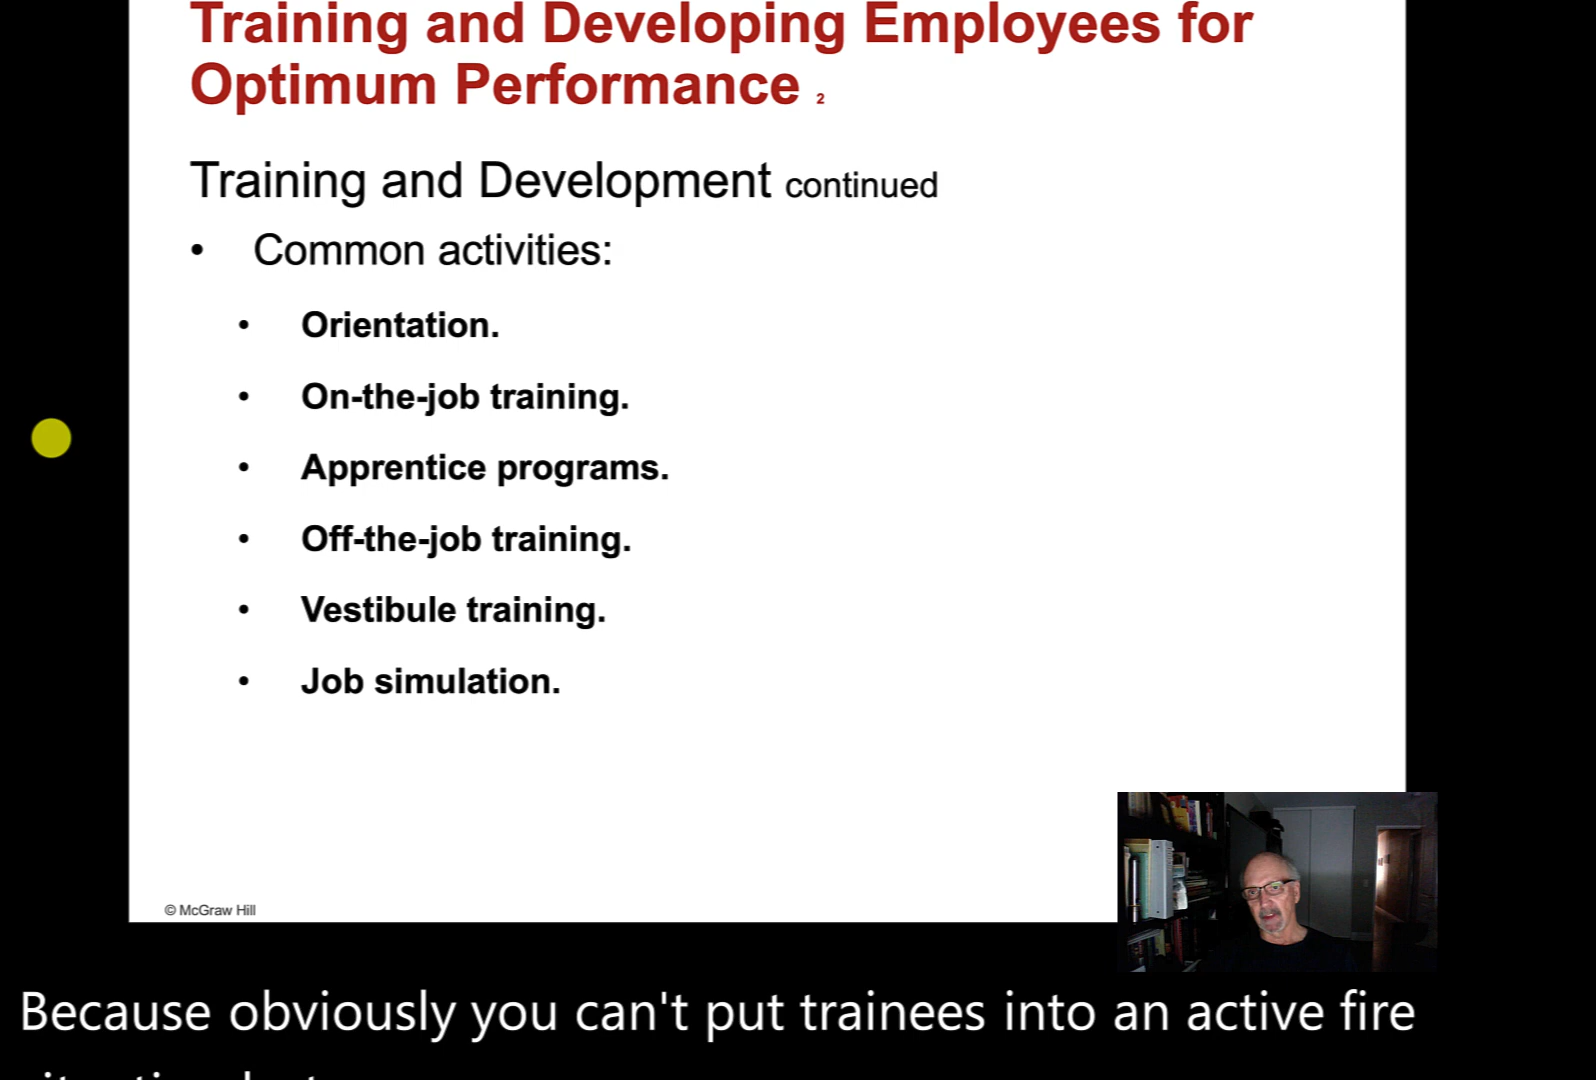 Training and Developing Employees for
Optimum Performance 2
Training and Development continued
• Common activities:
• Orientation.
• On-the-job training.
• Apprentice programs.
• Off-the-job training.
• Vestibule training.
• Job simulation.
© McGraw Hill
Because obviously you can't put trainees into an active fire